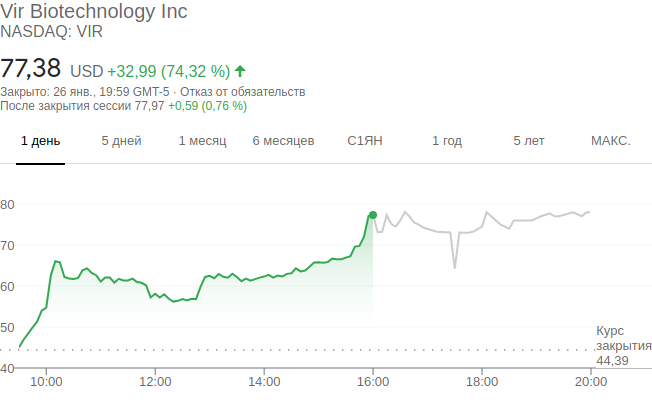 Vir Biotechnology Inc
NASDAQ: VIR
77,38 USD +32,99 (74,32 %)
Закрыто: 26 янв., 19:59 GMT-5 · Отказ от обязательств
После закрытия сессии 77,97 +0,59 (0,76 %)
1 день 5 дней 1 месяц 6 месяцев С1ЯН 1 год 5 лет МАКС.
80
70
60
50
40
Курс
закрытия
44,39
10:00 12:00 14:00 16:00 18:00 20:00